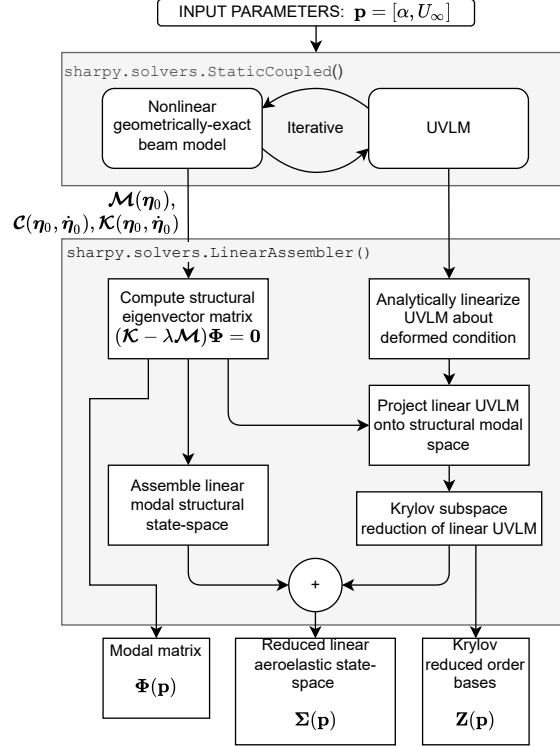 INPUT PARAMETERS: p = [α, U∞]
sharpy.solvers.StaticCoupled()
Nonlinear
geometrically-exact
beam model
Iterative
UVLM
𝓜(η₀),
𝓒(η₀, η̇₀), 𝓚(η₀, η̇₀)
sharpy.solvers.LinearAssembler()
Compute structural
eigenvector matrix
(𝓚 − λ𝓜)Φ = 0
Analytically linearize
UVLM about
deformed condition
Project linear UVLM
onto structural modal
space
Assemble linear
modal structural
state-space
Krylov subspace
reduction of linear UVLM
+
Modal matrix
Φ(p)
Reduced linear
aeroelastic state-
space
Σ(p)
Krylov
reduced order
bases
Z(p)